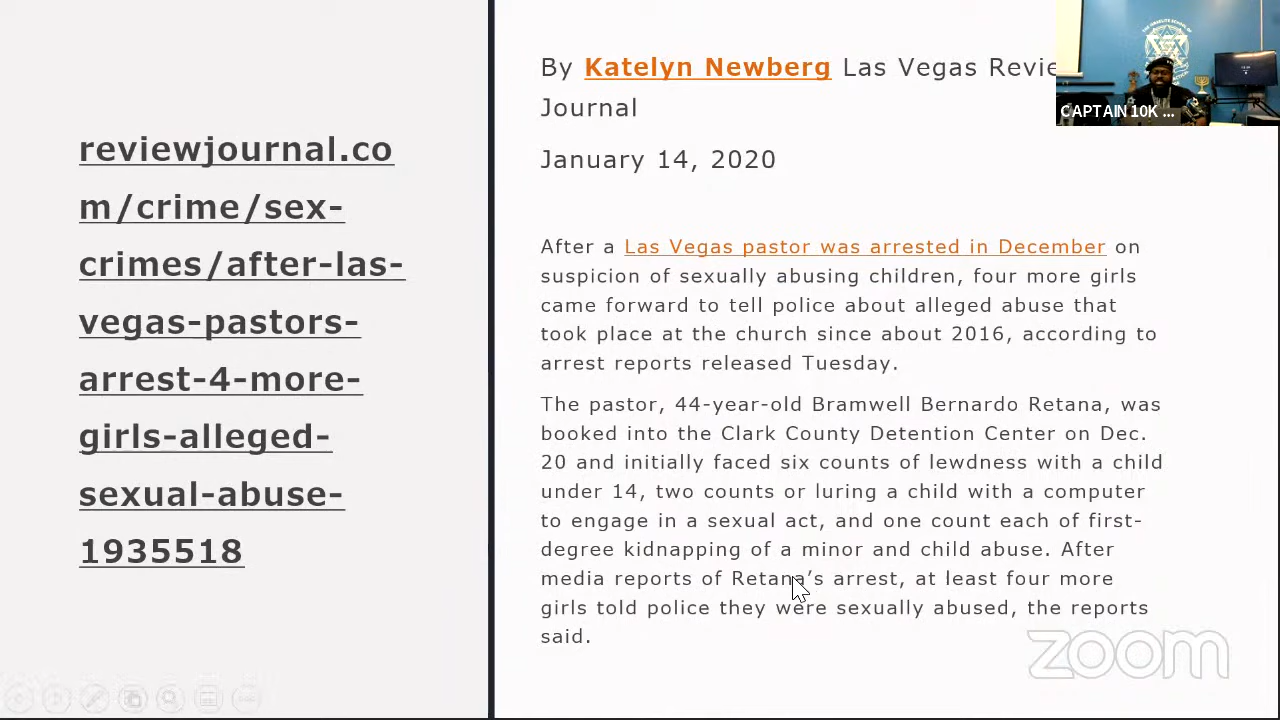 reviewjournal.co
m/crime/sex-
crimes/after-las-
vegas-pastors-
arrest-4-more-
girls-alleged-
sexual-abuse-
1935518
By Katelyn Newberg Las Vegas Revie
Journal
January 14, 2020
After a Las Vegas pastor was arrested in December on
suspicion of sexually abusing children, four more girls
came forward to tell police about alleged abuse that
took place at the church since about 2016, according to
arrest reports released Tuesday.
The pastor, 44-year-old Bramwell Bernardo Retana, was
booked into the Clark County Detention Center on Dec.
20 and initially faced six counts of lewdness with a child
under 14, two counts or luring a child with a computer
to engage in a sexual act, and one count each of first-
degree kidnapping of a minor and child abuse. After
media reports of Retana’s arrest, at least four more
girls told police they were sexually abused, the reports
said.
THE ISRAELITE SCHOOL OF
CAPTAIN 10K ...
zoom